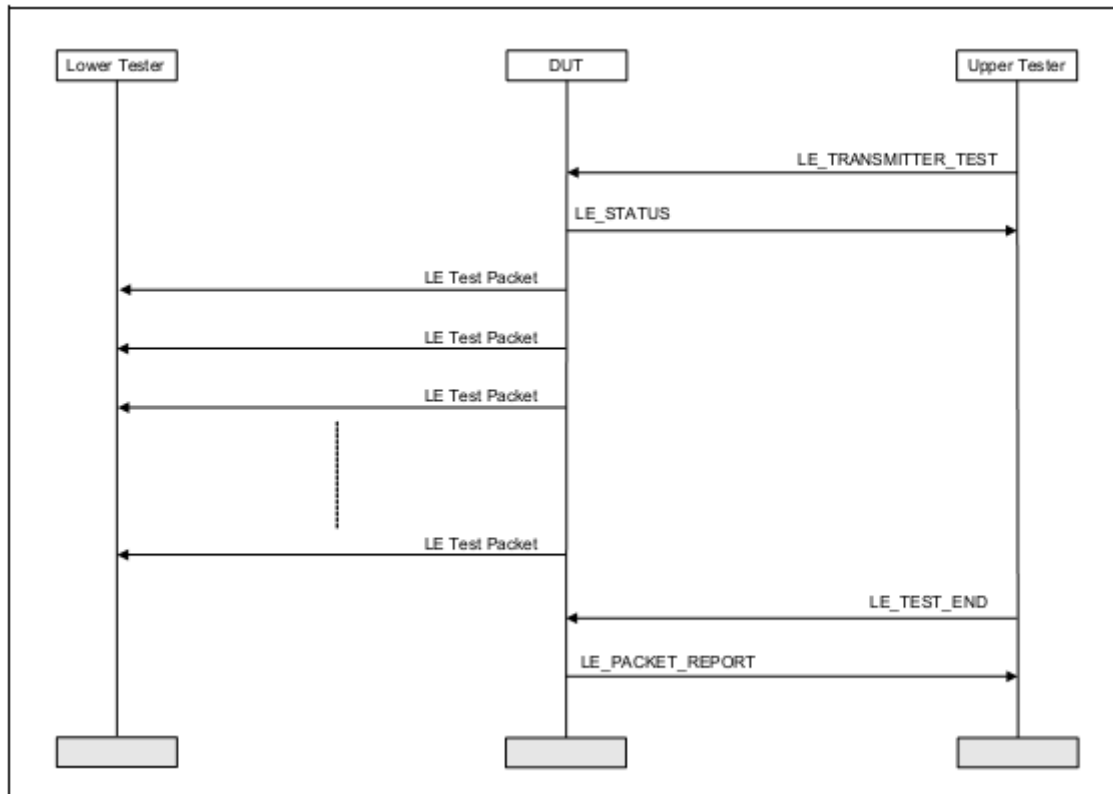 Lower Tester
DUT
Upper Tester
LE_TRANSMITTER_TEST
LE_STATUS
LE Test Packet
LE Test Packet
LE Test Packet
LE Test Packet
LE_TEST_END
LE_PACKET_REPORT